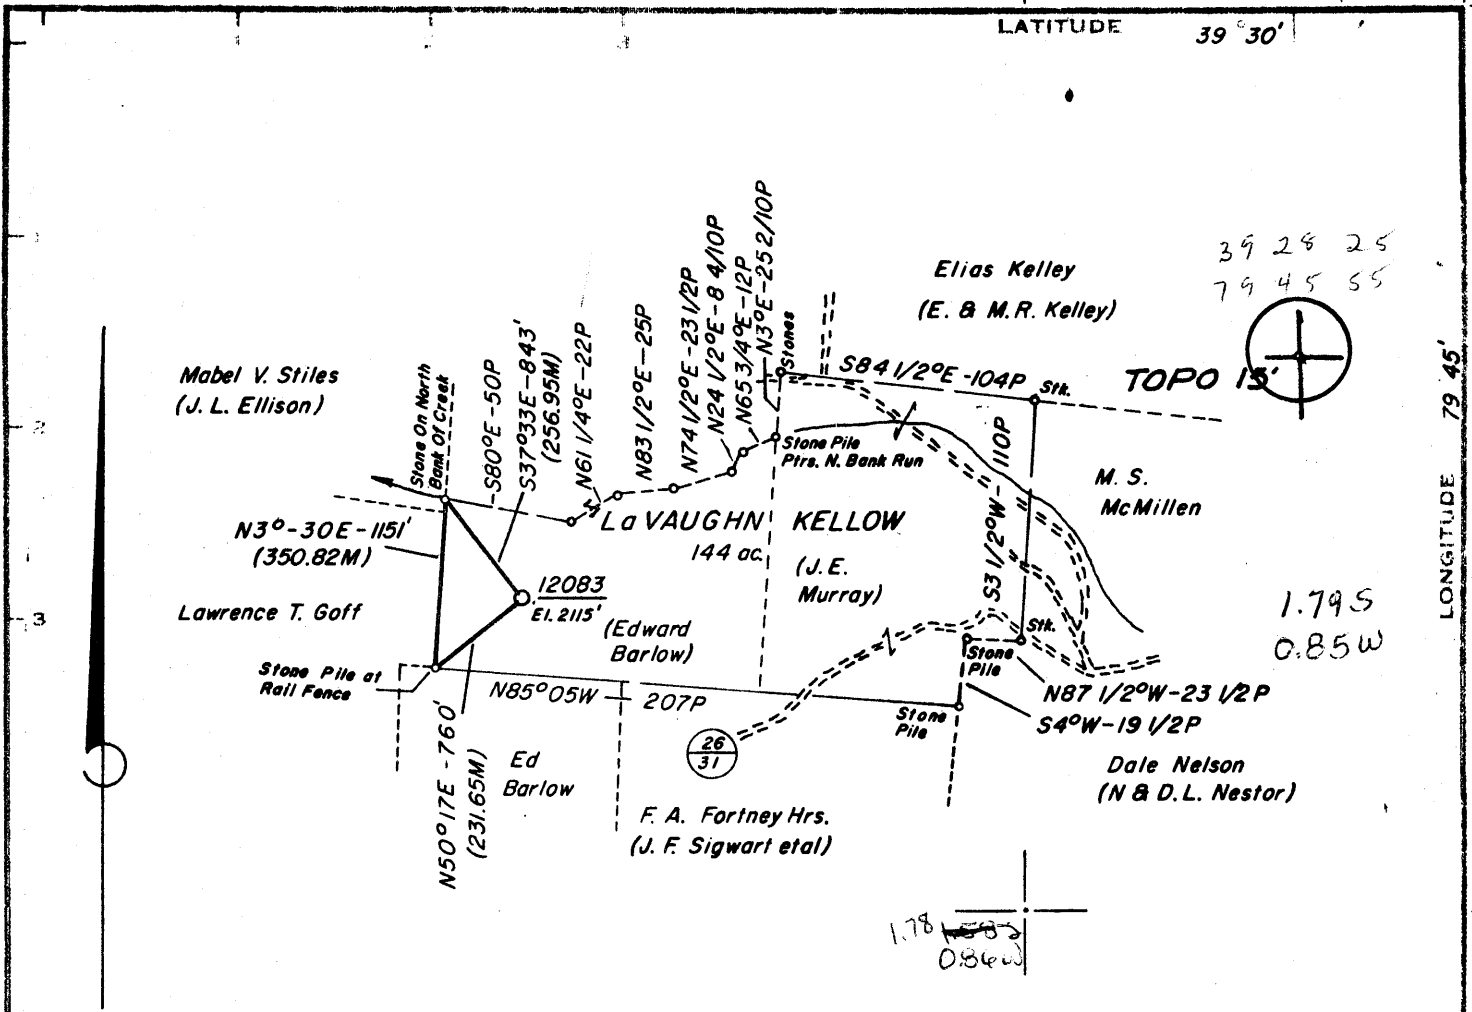 LATITUDE 39°30'
39 28 25
79 45 55
Elias Kelley
(E. & M.R. Kelley)
TOPO 15'
LONGITUDE 79 45'
Mabel V. Stiles
(J. L. Ellison)
Stone On North
Bank Of Creek
S80°E-50P
S37°33E-843'
(256.95M)
N61 1/4°E-22P
N83 1/2°E-25P
N74 1/2°E-23 1/2P
N24 1/2°E-8 4/10P
N65 3/4°E-12P
N3°E-25 2/10P
Stones
S84 1/2°E-104P
Stk.
Stone Pile
Ptrs. N. Bank Run
S3 1/2°W-110P
M. S.
McMillen
N3°-30E-1151'
(350.82M)
LaVAUGHN KELLOW
144 ac.
(J.E.
Murray)
12083
El. 2115'
(Edward
Barlow)
Lawrence T. Goff
2
3
1.79S
0.85W
Stk.
Stone
Pile
Stone Pile at
Rail Fence
N85°05W
207P
Stone
Pile
N87 1/2°W-23 1/2P
S4°W-19 1/2P
N50°17E-760'
(231.65M)
Ed
Barlow
26
31
Dale Nelson
(N & D.L. Nestor)
F. A. Fortney Hrs.
(J. F. Sigwart etal)
1.78
0.86W